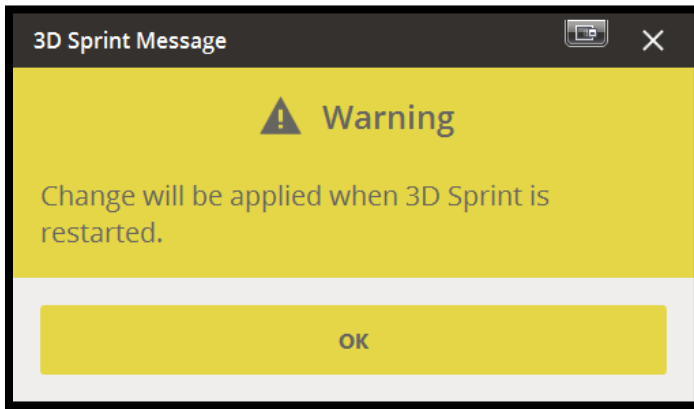 3D Sprint Message
Warning
Change will be applied when 3D Sprint is
restarted.
OK